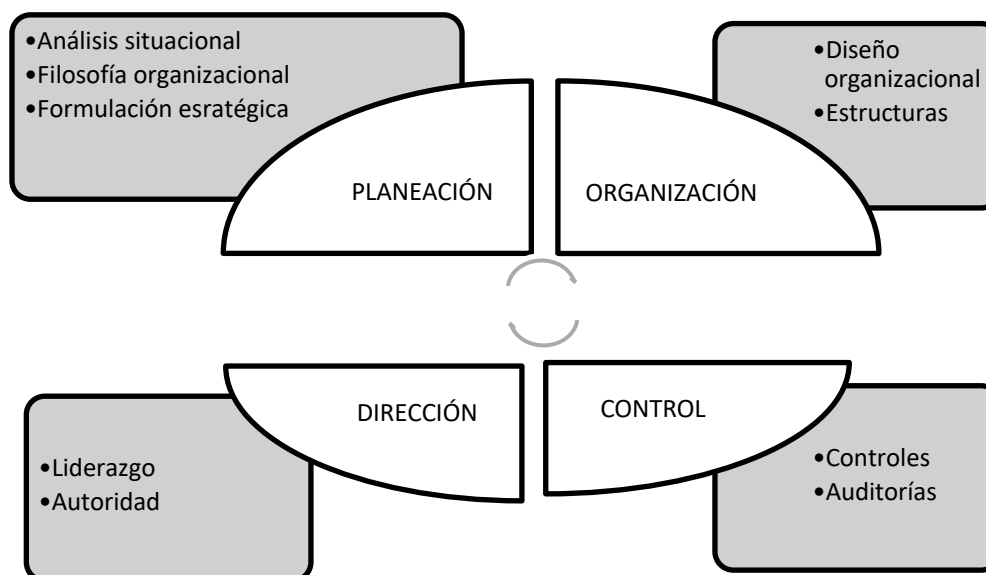 •Análisis situacional
•Filosofía organizacional
•Formulación esratégica
PLANEACIÓN
•Diseño
organizacional
•Estructuras
ORGANIZACIÓN
DIRECCIÓN
•Liderazgo
•Autoridad
CONTROL
•Controles
•Auditorías